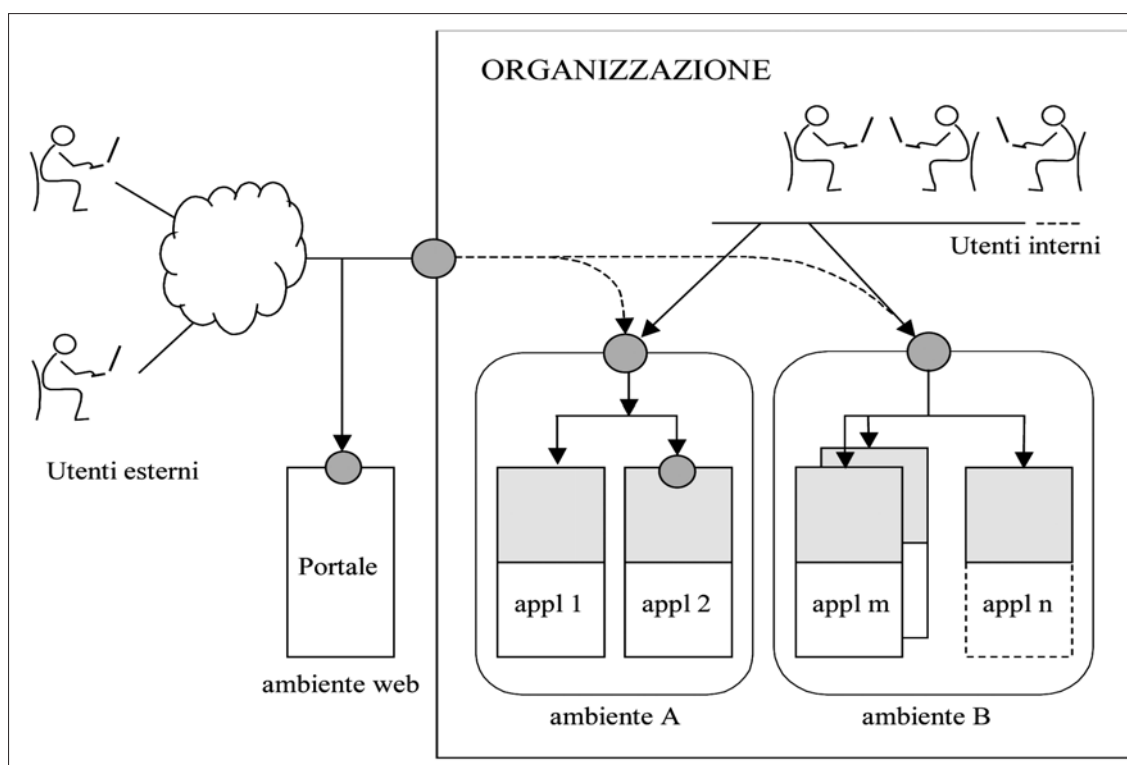 ORGANIZZAZIONE
Utenti interni
Utenti esterni
Portale
appl 1
appl 2
appl m
appl n
ambiente web
ambiente A
ambiente B